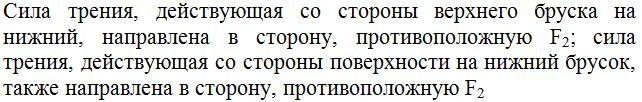 Сила трения, действующая со стороны верхнего бруска на
нижний, направлена в сторону, противоположную F₂; сила
трения, действующая со стороны поверхности на нижний брусок,
также направлена в сторону, противоположную F₂